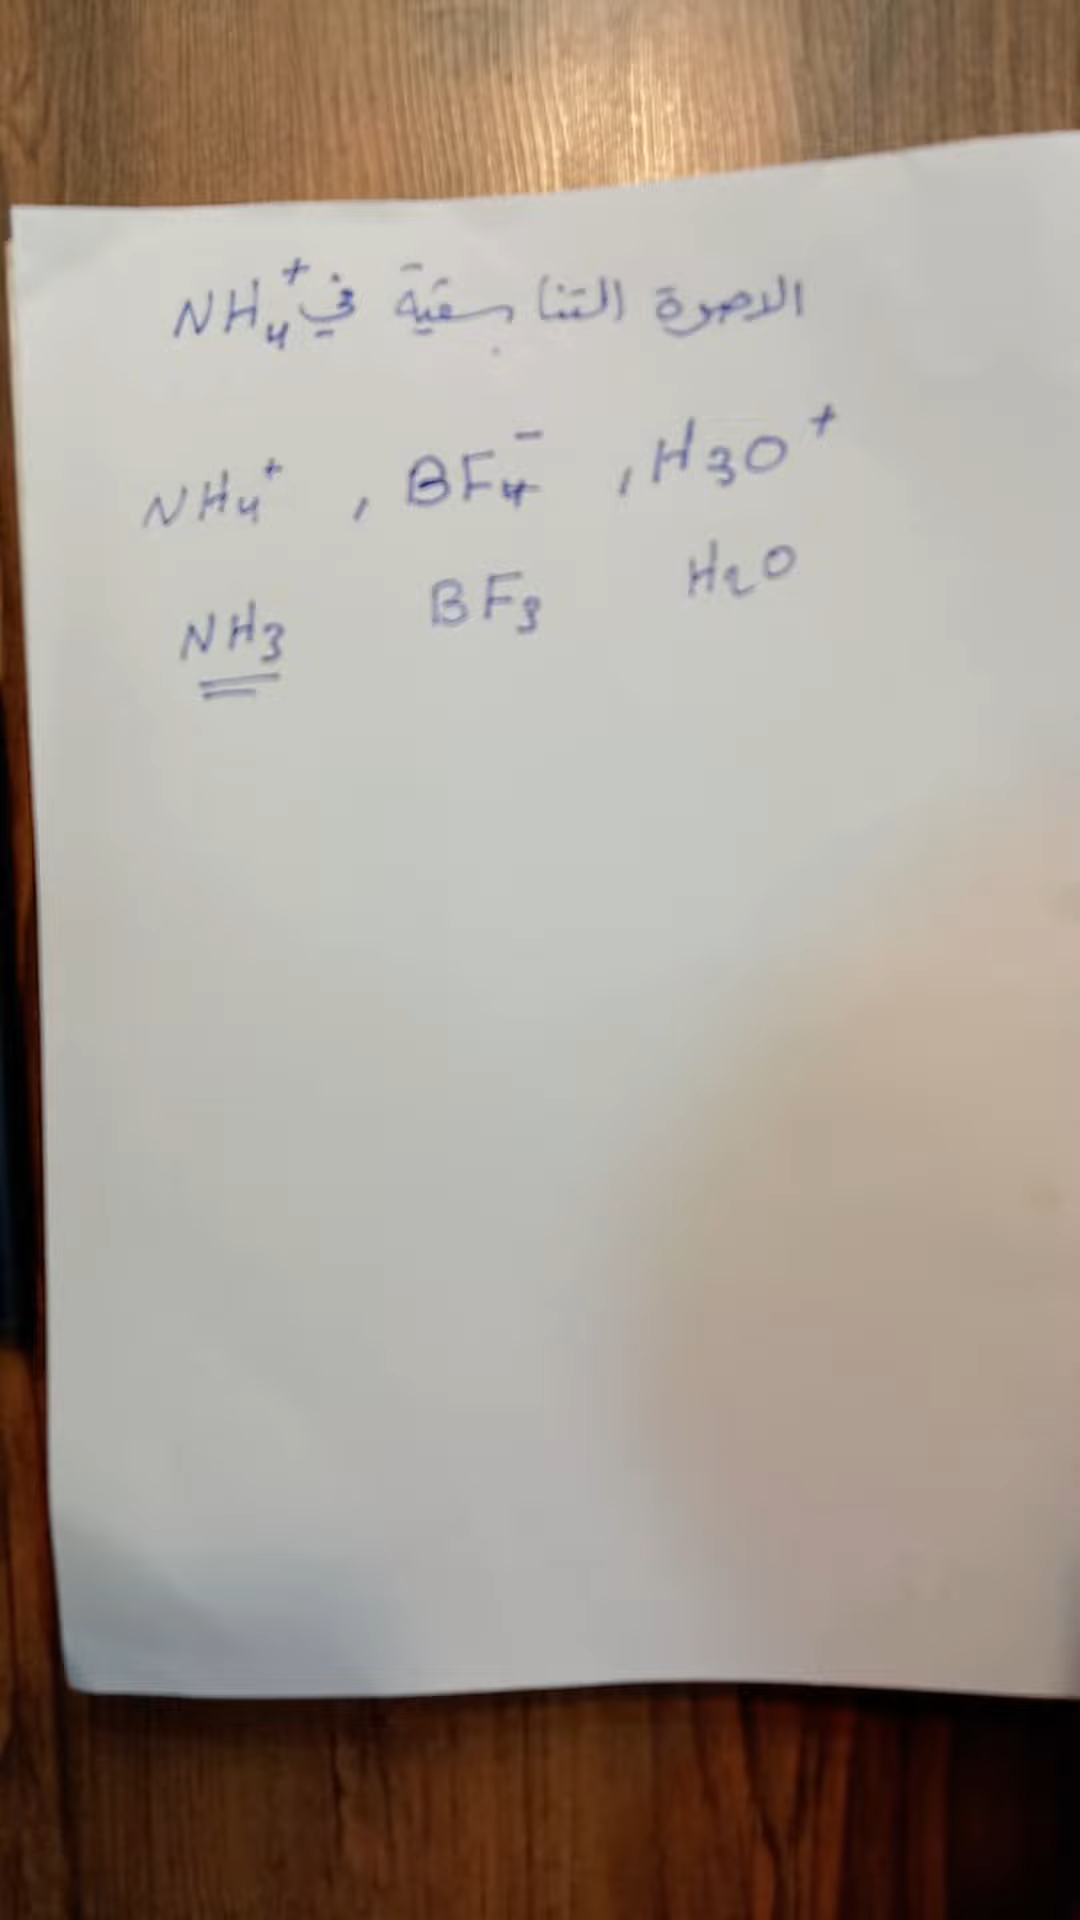 الاصرة التناسقية في NH4+
NH4+ , BF4- , H3O+
NH3 BF3 H2O